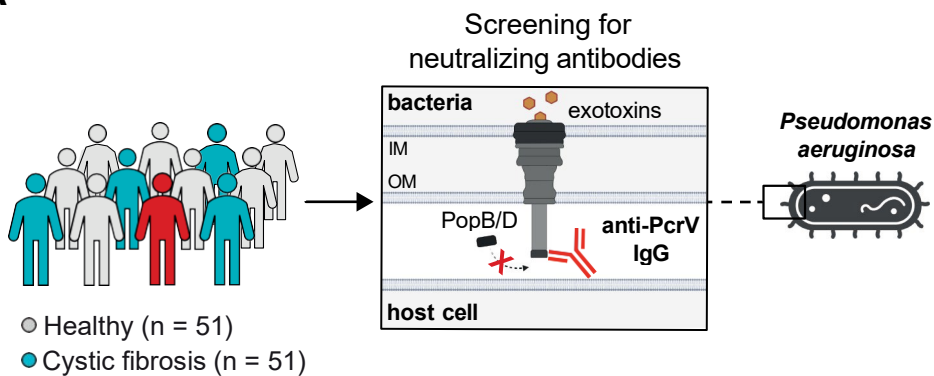 Screening for
neutralizing antibodies
bacteria
exotoxins
IM
OM
PopB/D
anti-PcrV
IgG
host cell
Pseudomonas
aeruginosa
Healthy (n = 51)
Cystic fibrosis (n = 51)